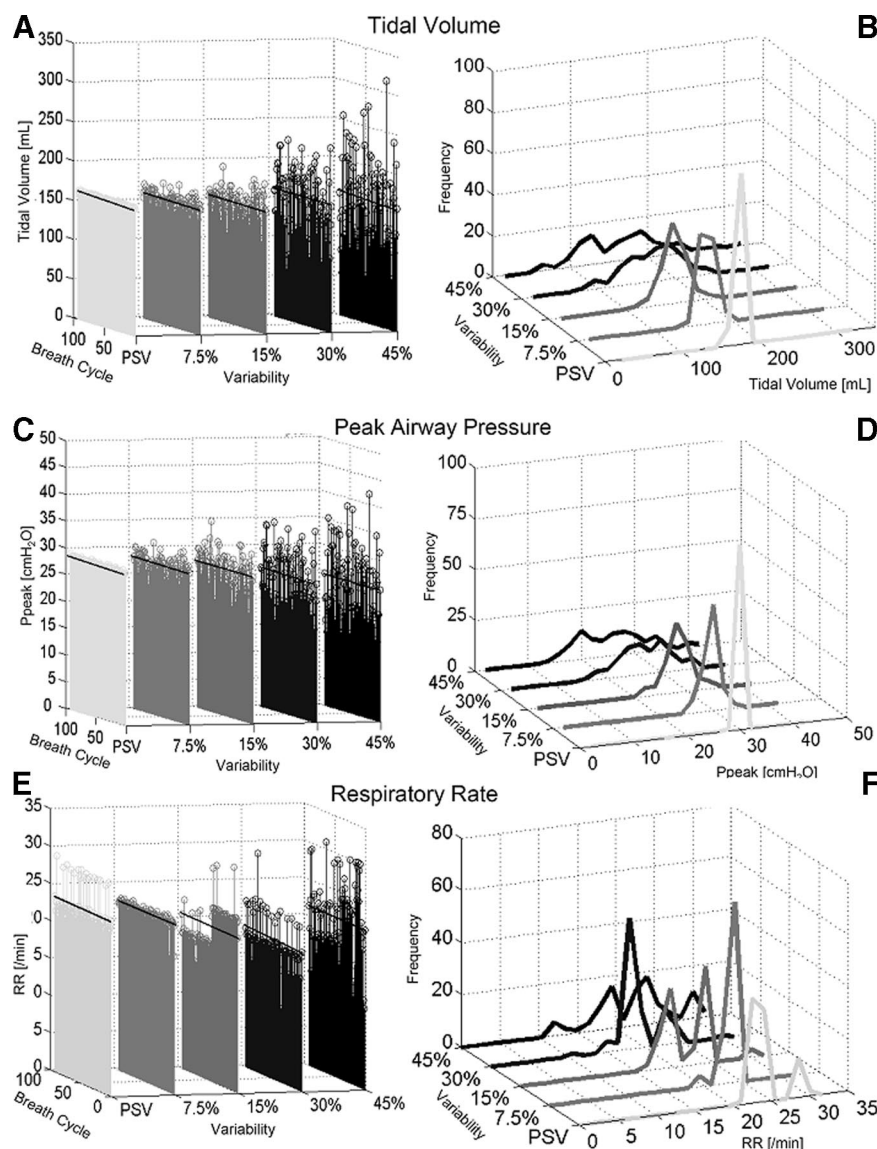 A
Tidal Volume
B
350
300
250
200
150
100
50
0
Tidal Volume [mL]
100
50
Breath Cycle
PSV
7.5%
15%
30%
45%
Variability
100
80
60
40
20
0
Frequency
45%
30%
15%
7.5%
PSV
Variability
0
100
200
300
Tidal Volume [mL]
C
Peak Airway Pressure
D
50
45
40
35
30
25
20
15
10
5
0
Ppeak [cmH2O]
100
50
Breath Cycle
PSV
7.5%
15%
30%
45%
Variability
100
75
50
25
0
Frequency
45%
30%
15%
7.5%
PSV
Variability
0
10
20
30
40
50
Ppeak [cmH2O]
E
Respiratory Rate
F
35
30
25
0
5
0
5
0
RR [/min]
100
50
0
Breath Cycle
PSV
7.5%
15%
30%
45%
Variability
80
60
40
20
0
Frequency
45%
30%
15%
7.5%
PSV
Variability
0
5
10
15
20
25
30
35
RR [/min]